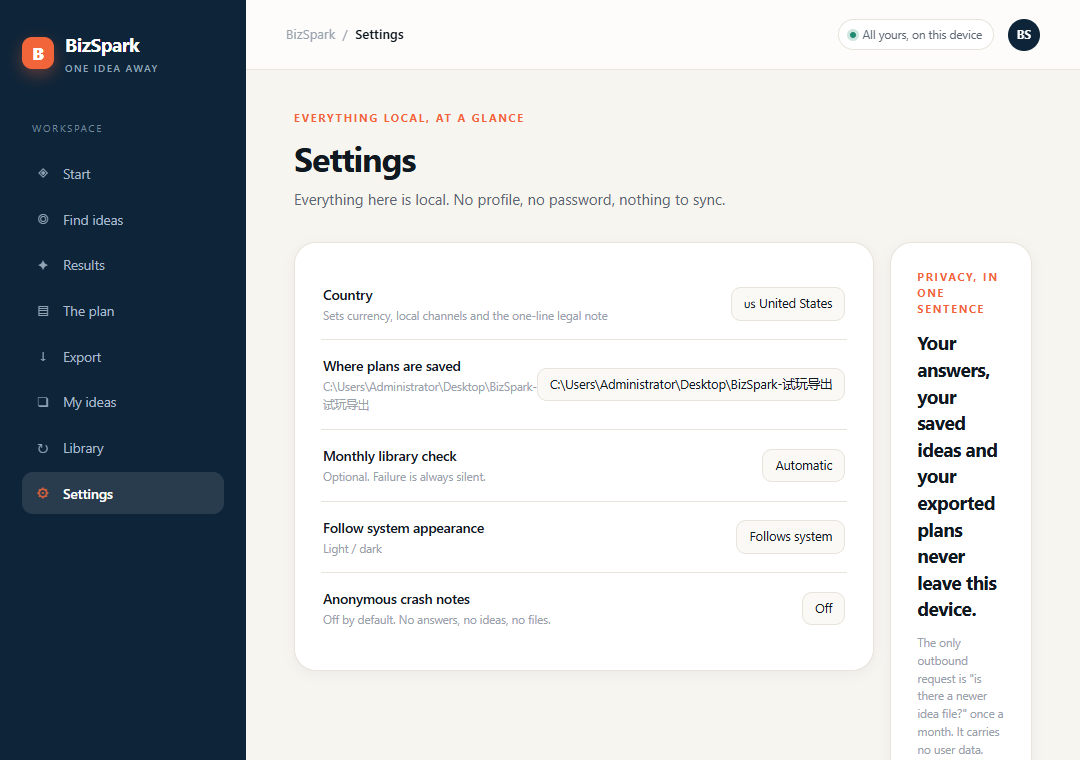 B
BizSpark
ONE IDEA AWAY
WORKSPACE
Start
Find ideas
Results
The plan
Export
My ideas
Library
Settings
BizSpark / Settings
All yours, on this device
BS
EVERYTHING LOCAL, AT A GLANCE
Settings
Everything here is local. No profile, no password, nothing to sync.
Country
Sets currency, local channels and the one-line legal note
us United States
Where plans are saved
C:\Users\Administrator\Desktop\BizSpark-
试玩导出
C:\Users\Administrator\Desktop\BizSpark-试玩导出
Monthly library check
Optional. Failure is always silent.
Automatic
Follow system appearance
Light / dark
Follows system
Anonymous crash notes
Off by default. No answers, no ideas, no files.
Off
PRIVACY, IN
ONE
SENTENCE
Your
answers,
your
saved
ideas and
your
exported
plans
never
leave this
device.
The only
outbound
request is "is
there a newer
idea file?" once a
month. It carries
no user data.